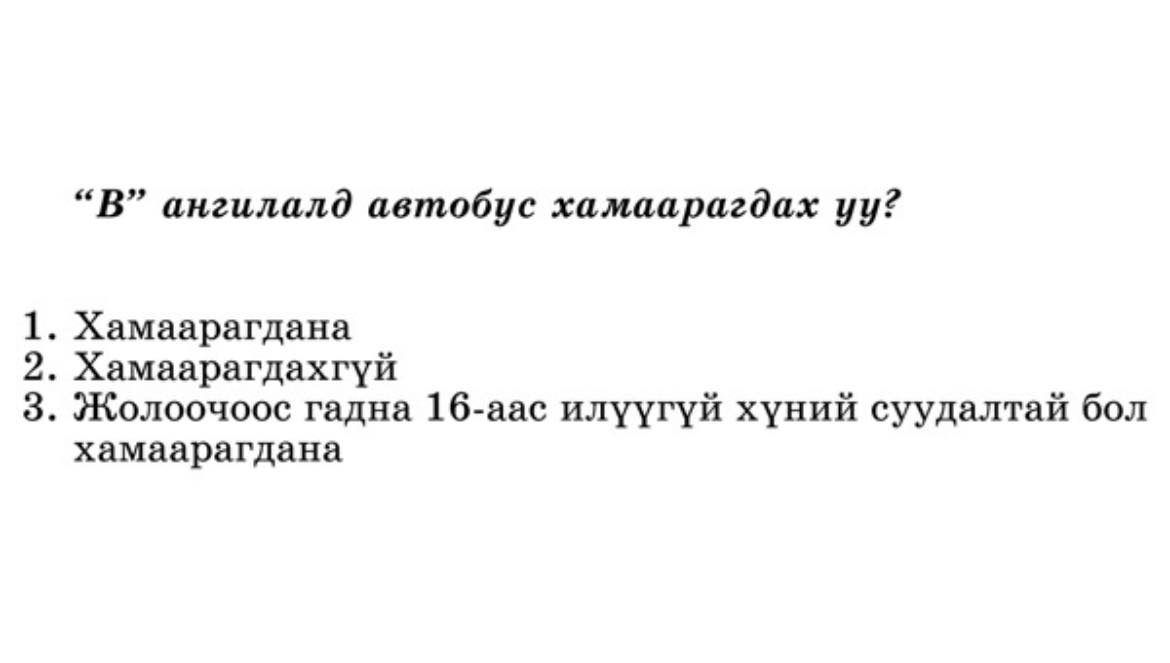 “В” ангилалд автобус хамаарагдах уу?
1. Хамаарагдана
2. Хамаарагдахгүй
3. Жолоочоос гадна 16-аас илүүгүй хүний суудалтай бол
хамаарагдана